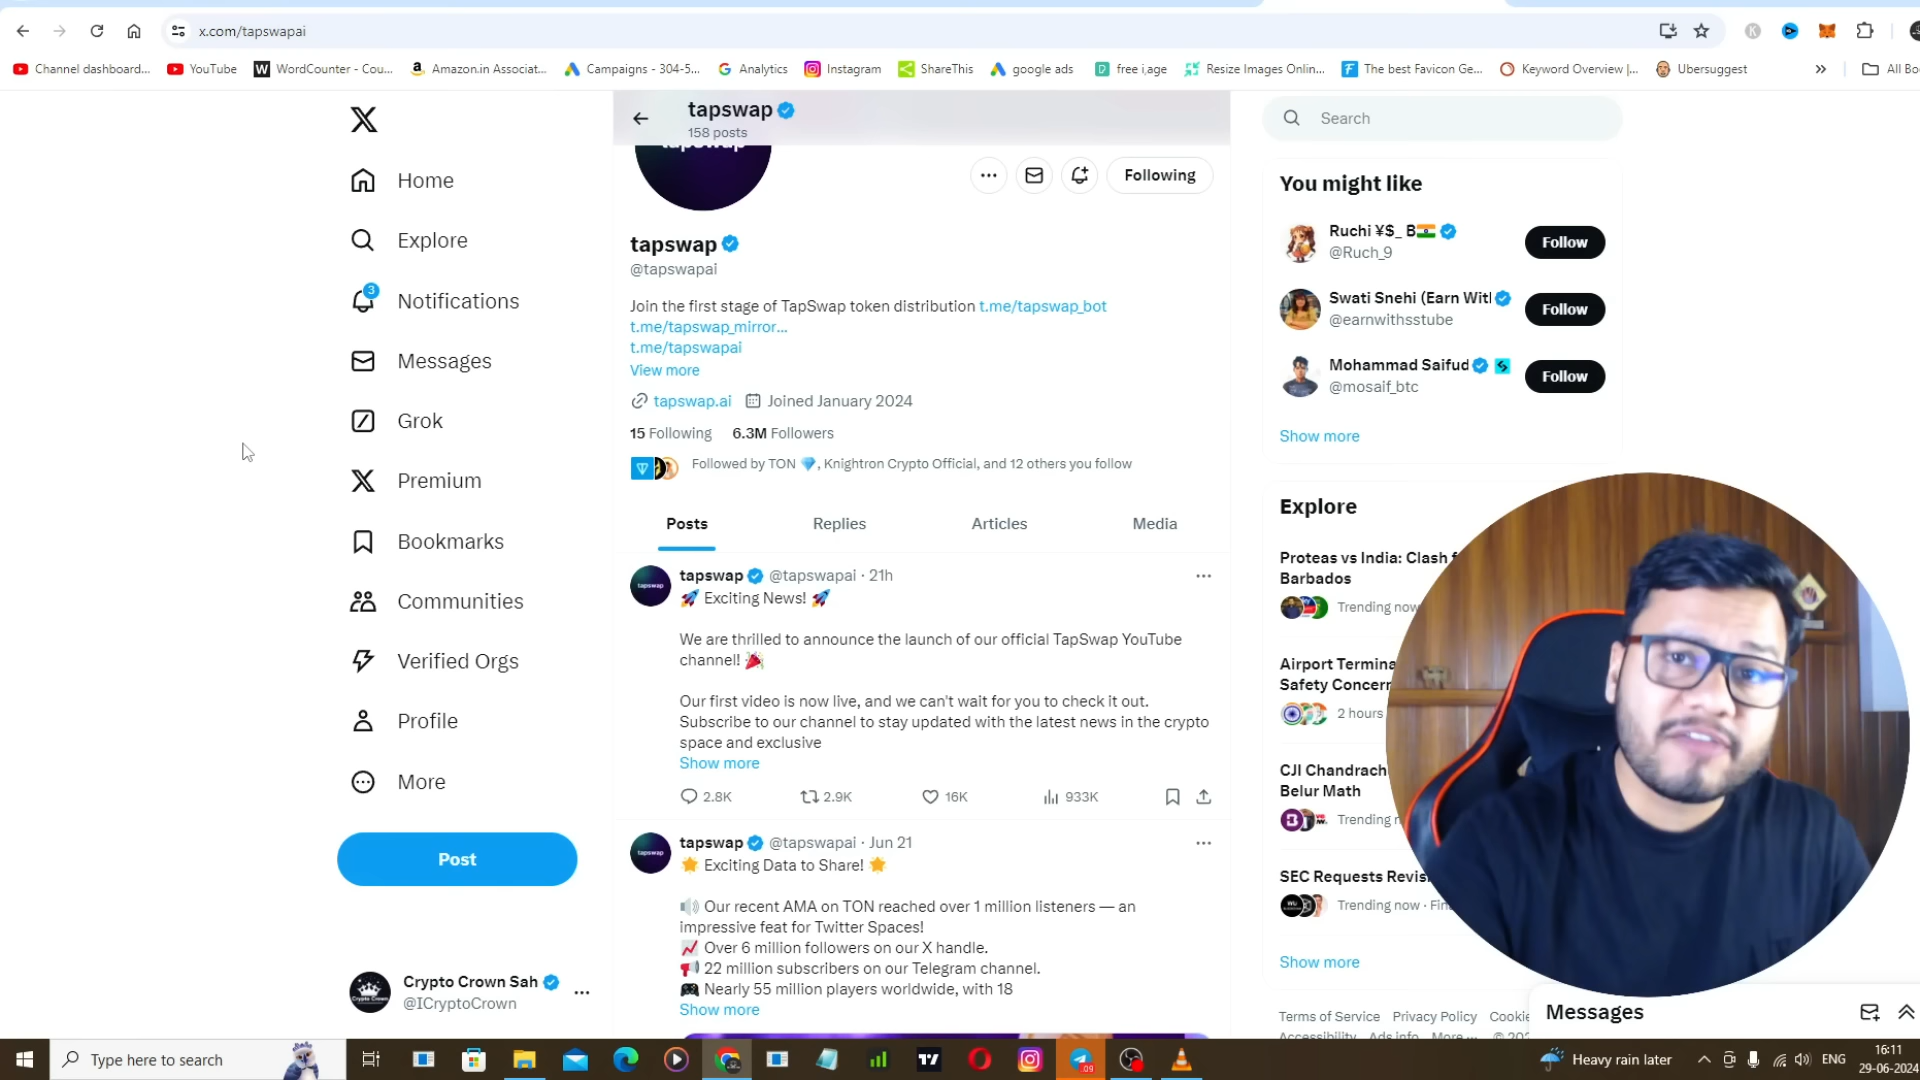 x.com/tapswapai
Channel dashboard...
YouTube
WordCounter - Cou...
Amazon.in Associat...
Campaigns - 304-5...
Analytics
Instagram
ShareThis
google ads
free i,age
Resize Images Onlin...
The best Favicon Ge...
Keyword Overview |...
Ubersuggest
All Bo
tapswap
158 posts
Search
Following
tapswap
@tapswapai
Join the first stage of TapSwap token distribution t.me/tapswap_bot
t.me/tapswap_mirror...
t.me/tapswapai
View more
tapswap.ai Joined January 2024
15 Following 6.3M Followers
Followed by TON 💎, Knightron Crypto Official, and 12 others you follow
Posts Replies Articles Media
tapswap @tapswapai · 21h
🚀 Exciting News! 🚀
We are thrilled to announce the launch of our official TapSwap YouTube
channel! 🎉
Our first video is now live, and we can't wait for you to check it out.
Subscribe to our channel to stay updated with the latest news in the crypto
space and exclusive
Show more
2.8K 2.9K 16K 933K
tapswap @tapswapai · Jun 21
🌟 Exciting Data to Share! 🌟
🔊 Our recent AMA on TON reached over 1 million listeners — an
impressive feat for Twitter Spaces!
📈 Over 6 million followers on our X handle.
📢 22 million subscribers on our Telegram channel.
🎮 Nearly 55 million players worldwide, with 18
Show more
Home
Explore
3
Notifications
Messages
Grok
Premium
Bookmarks
Communities
Verified Orgs
Profile
More
Post
Crypto Crown Sah
@ICryptoCrown
You might like
Ruchi ¥$_ B🇮🇳
@Ruch_9
Follow
Swati Snehi (Earn Witl
@earnwithsstube
Follow
Mohammad Saifud
@mosaif_btc
Follow
Show more
Explore
Proteas vs India: Clash f
Barbados
Trending now
Airport Termina
Safety Concern
2 hours
CJI Chandrach
Belur Math
Trending n
SEC Requests Revis
Trending now · Fin
Show more
Terms of Service Privacy Policy Cookie
Accessibility Ads info More ... © 202
Messages
Type here to search
Heavy rain later
ENG
16:11
29-06-2024